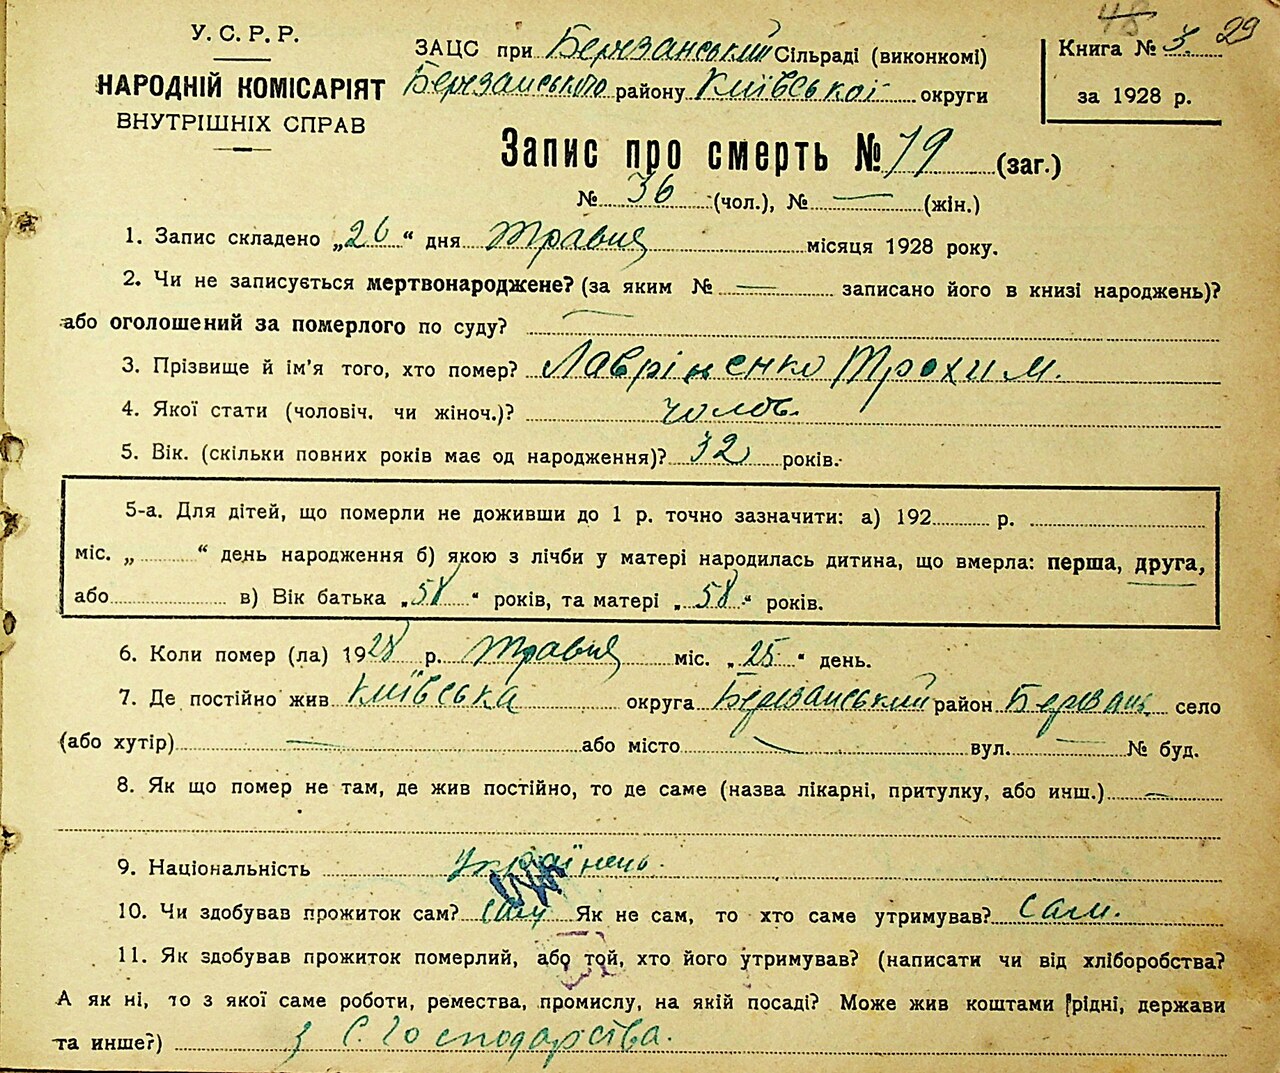 48 29
У. С. Р. Р.
НАРОДНІЙ КОМІСАРІЯТ
ВНУТРІШНІХ СПРАВ
ЗАЦС при Березанський Сільраді (виконкомі)
Березанського району Київської округи
Книга № 3
за 1928 р.
Запис про смерть № 79 (заг.)
№ 36 (чол.), № — (жін.)
1. Запис складено „26“ дня Травня місяця 1928 року.
2. Чи не записується мертвонароджене? (за яким № — записано його в книзі народжень)?
або оголошений за померлого по суду? —
3. Прізвище й ім'я того, хто помер? Лавріненко Трохим.
4. Якої стати (чоловіч. чи жіноч.)? чолов.
5. Вік. (скільки повних років має од народження)? 32 років.
5-а. Для дітей, що померли не доживши до 1 р. точно зазначити: а) 192 р.
міс. „ “ день народження б) якою з лічби у матері народилась дитина, що вмерла: перша, друга,
або в) Вік батька „58“ років, та матері „58“ років.
6. Коли помер (ла) 1928 р. Травня міс. „25“ день.
7. Де постійно жив Київська округа Березанський район Березань село
(або хутір) — або місто — вул. — № буд.
8. Як що помер не там, де жив постійно, то де саме (назва лікарні, притулку, або инш.) —
9. Національність Українець.
10. Чи здобував прожиток сам? сам Як не сам, то хто саме утримував? Сам.
11. Як здобував прожиток померлий, або той, хто його утримував? (написати чи від хліборобства?
А як ні, то з якої саме роботи, ремества, промислу, на якій посаді? Може жив коштами рідні, держави
та инше?) з С. Господарства.